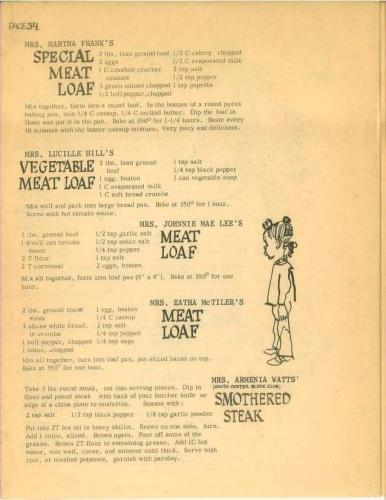 PAGE 34
MRS. MARTHA FRANK'S
SPECIAL
MEAT
LOAF
2 lbs. lean ground beef
3 eggs
1 C crushed cracker
crumbs
3 green onions chopped
1/2 bell pepper, chopped
1/2 C celery chopped
1/2 C evaporated milk
2 tsp salt
1/2 tsp pepper
1 tsp paprika
Mix together, form into a round loaf. In the bottom of a round pyrex
baking pan, mix 1/4 C catsup, 1/4 C melted butter. Dip the loaf in
flour and put it in the pan. Bake at 350° for 1-1/4 hours. Baste every
10 minutes with the butter-catsup mixture. Very juicy and delicious.
MRS. LUCILLE HILL'S
VEGETABLE
MEAT LOAF
2 lbs. lean ground
beef
1 egg, beaten
1 C evaporated milk
1 C soft bread crumbs
1 tsp salt
1/4 tsp black pepper
1 can vegetable soup
Mix well and pack into large bread pan. Bake at 350° for 1 hour.
Serve with hot tomato sauce.
MRS. JOHNNIE MAE LEE'S
MEAT
LOAF
3 lbs. ground beef
1 small can tomato
sauce
2 T flour
2 T cornmeal
1/2 tsp garlic salt
1/2 tsp onion salt
1/4 tsp pepper
1 tsp salt
2 eggs, beaten
Mix all together, form into loaf pan (5" x 9"). Bake at 350° for one
hour.
MRS. EATHA McTILER'S
MEAT
LOAF
2 lbs. ground round
steak
3 slices white bread,
in crumbs
1 bell pepper, chopped
1 onion, chopped
1 egg, beaten
1/4 C catsup
2 tsp salt
1/4 tsp pepper
1/4 tsp sage
Mix all together, turn into loaf pan, put sliced bacon on top.
Bake at 350° for one hour.
MRS. ARMENIA WATTS'
(SOUTH CENTER BLOCK CLUB)
SMOTHERED
STEAK
Take 3 lbs round steak, cut into serving pieces. Dip in
flour and pound steak with back of your butcher knife or
edge of a china plate to tenderize. Season with:
2 tsp salt 1/2 tsp black pepper 1/8 tsp garlic powder
Put into 2T hot oil in heavy skillet. Brown on one side, turn.
Add 2 onions, sliced. Brown again. Pour off some of the
grease. Brown 2T flour in remaining grease. Add 1C hot
water, mix well, cover, and simmer until thick. Serve with
rice, or mashed potatoes, garnish with parsley.